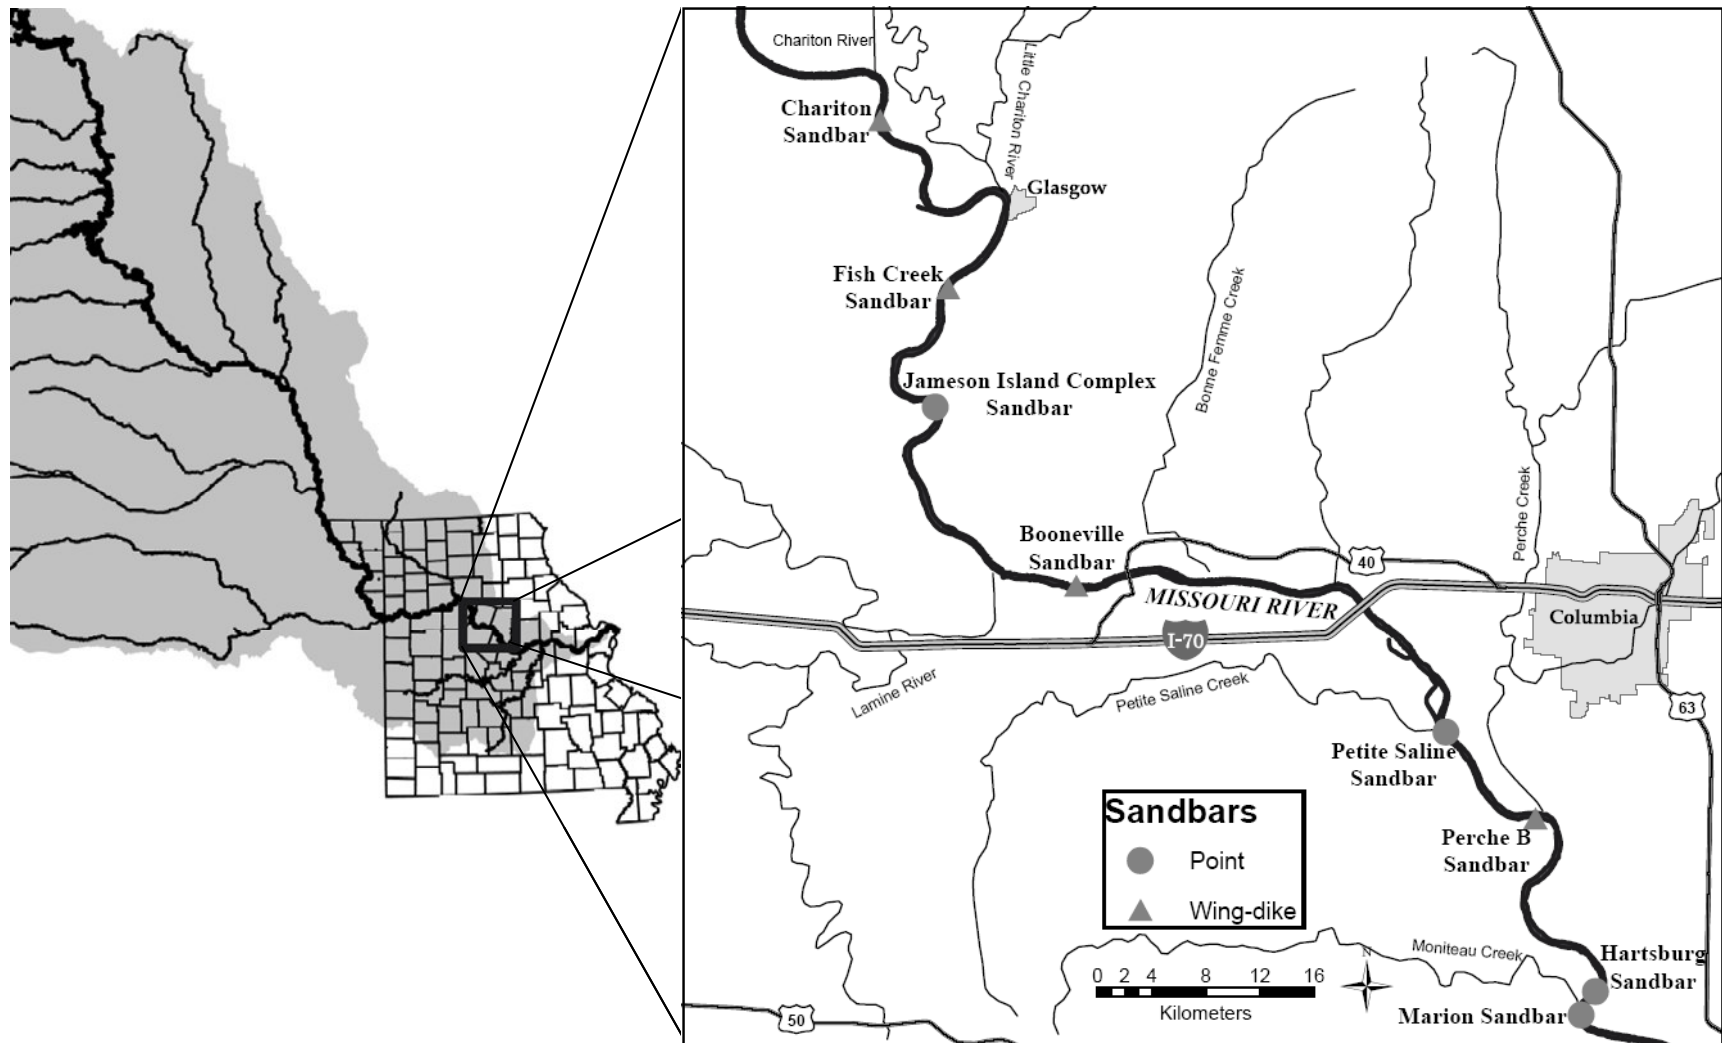 Chariton River
Little Chariton River
Chariton
Sandbar
Glasgow
Fish Creek
Sandbar
Bonne Femme Creek
Jameson Island Complex
Sandbar
Perche Creek
Booneville
Sandbar
40
MISSOURI RIVER
Columbia
I-70
Lamine River
Petite Saline Creek
63
Petite Saline
Sandbar
Sandbars
Point
Wing-dike
Perche B
Sandbar
Moniteau Creek
Hartsburg
Sandbar
N
0 2 4 8 12 16
Kilometers
50
Marion Sandbar